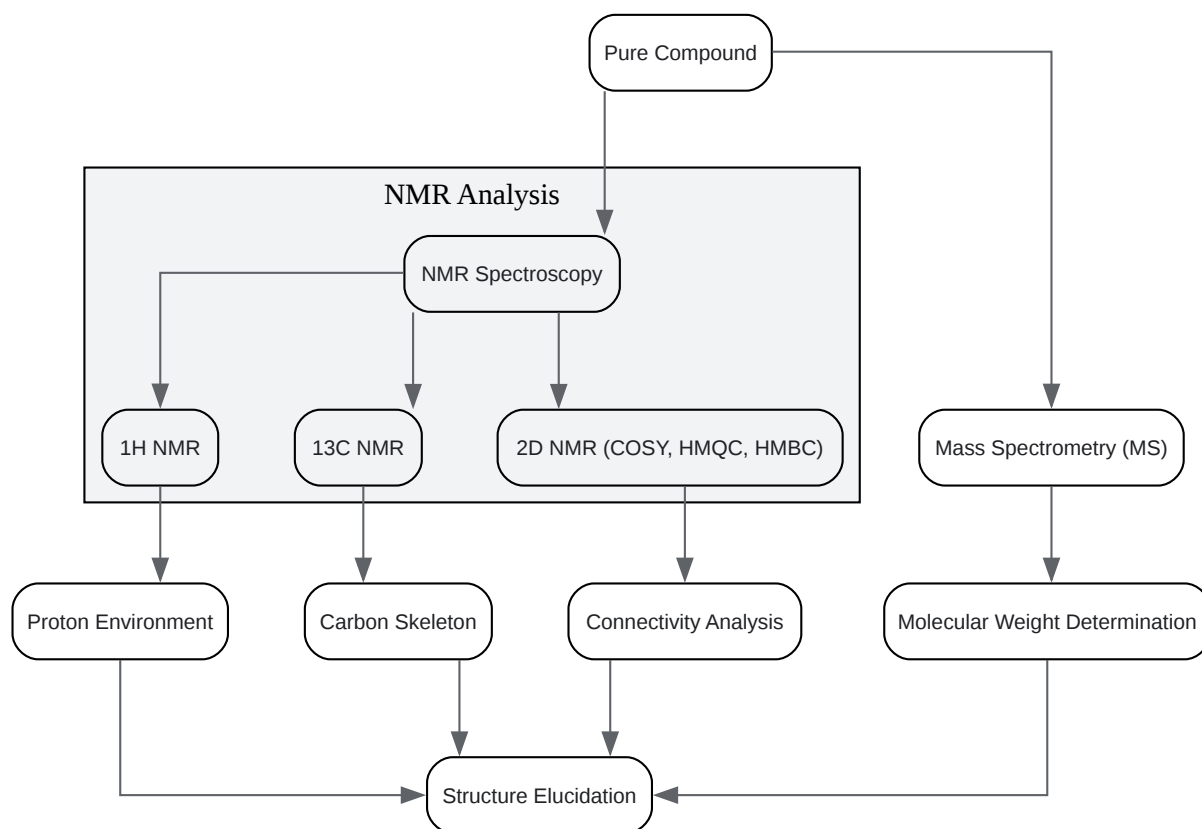 Pure Compound
NMR Analysis
NMR Spectroscopy
1H NMR
13C NMR
2D NMR (COSY, HMQC, HMBC)
Mass Spectrometry (MS)
Proton Environment
Carbon Skeleton
Connectivity Analysis
Molecular Weight Determination
Structure Elucidation